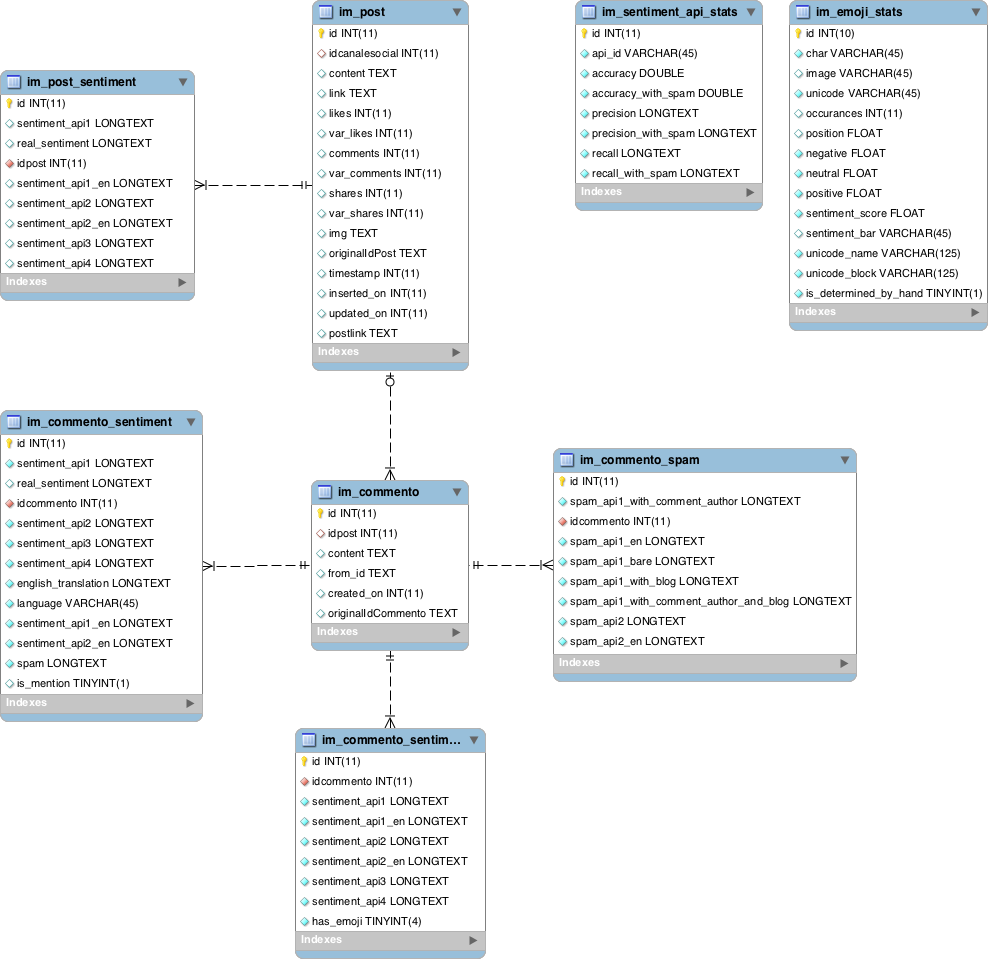 im_post
id INT(11)
idcanalesocial INT(11)
content TEXT
link TEXT
likes INT(11)
var_likes INT(11)
comments INT(11)
var_comments INT(11)
shares INT(11)
var_shares INT(11)
img TEXT
originalIdPost TEXT
timestamp INT(11)
inserted_on INT(11)
updated_on INT(11)
postlink TEXT
Indexes
im_sentiment_api_stats
id INT(11)
api_id VARCHAR(45)
accuracy DOUBLE
accuracy_with_spam DOUBLE
precision LONGTEXT
precision_with_spam LONGTEXT
recall LONGTEXT
recall_with_spam LONGTEXT
Indexes
im_emoji_stats
id INT(10)
char VARCHAR(45)
image VARCHAR(45)
unicode VARCHAR(45)
occurances INT(11)
position FLOAT
negative FLOAT
neutral FLOAT
positive FLOAT
sentiment_score FLOAT
sentiment_bar VARCHAR(45)
unicode_name VARCHAR(125)
unicode_block VARCHAR(125)
is_determined_by_hand TINYINT(1)
Indexes
im_post_sentiment
id INT(11)
sentiment_api1 LONGTEXT
real_sentiment LONGTEXT
idpost INT(11)
sentiment_api1_en LONGTEXT
sentiment_api2 LONGTEXT
sentiment_api2_en LONGTEXT
sentiment_api3 LONGTEXT
sentiment_api4 LONGTEXT
Indexes
im_commento_sentiment
id INT(11)
sentiment_api1 LONGTEXT
real_sentiment LONGTEXT
idcommento INT(11)
sentiment_api2 LONGTEXT
sentiment_api3 LONGTEXT
sentiment_api4 LONGTEXT
english_translation LONGTEXT
language VARCHAR(45)
sentiment_api1_en LONGTEXT
sentiment_api2_en LONGTEXT
spam LONGTEXT
is_mention TINYINT(1)
Indexes
im_commento
id INT(11)
idpost INT(11)
content TEXT
from_id TEXT
created_on INT(11)
originalIdCommento TEXT
Indexes
im_commento_spam
id INT(11)
spam_api1_with_comment_author LONGTEXT
idcommento INT(11)
spam_api1_en LONGTEXT
spam_api1_bare LONGTEXT
spam_api1_with_blog LONGTEXT
spam_api1_with_comment_author_and_blog LONGTEXT
spam_api2 LONGTEXT
spam_api2_en LONGTEXT
Indexes
im_commento_sentim...
id INT(11)
idcommento INT(11)
sentiment_api1 LONGTEXT
sentiment_api1_en LONGTEXT
sentiment_api2 LONGTEXT
sentiment_api2_en LONGTEXT
sentiment_api3 LONGTEXT
sentiment_api4 LONGTEXT
has_emoji TINYINT(4)
Indexes